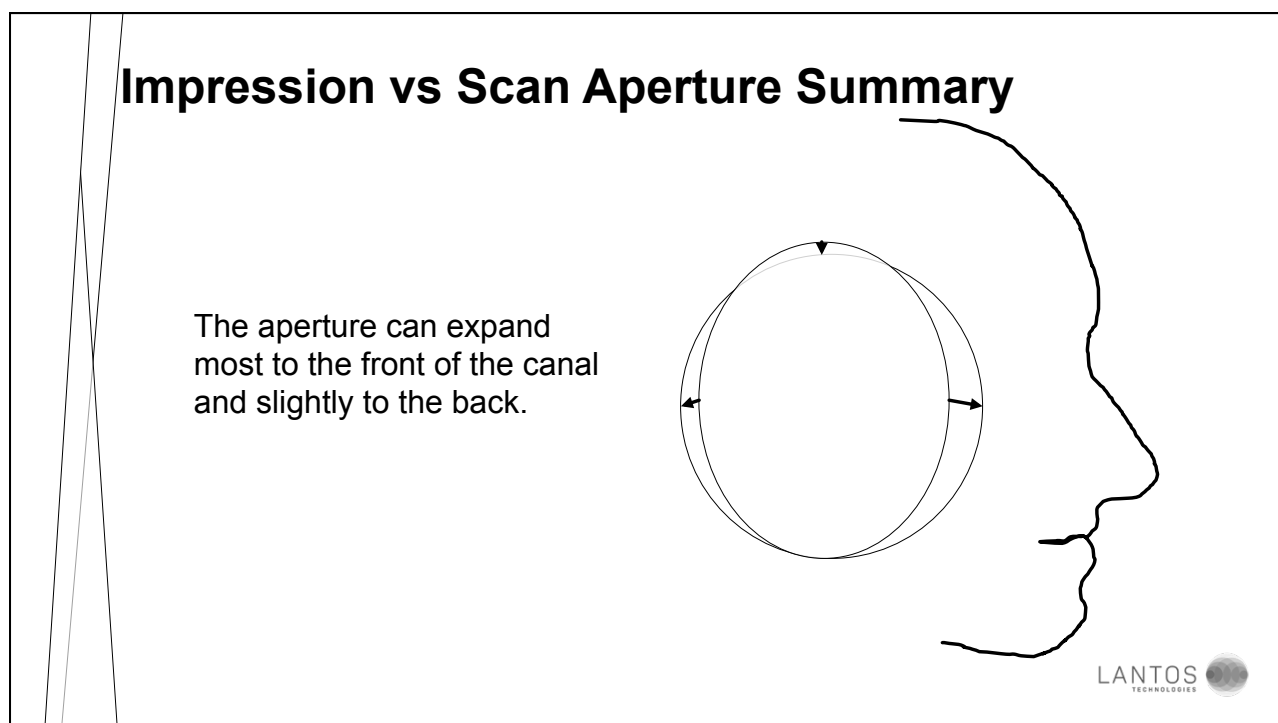 Impression vs Scan Aperture Summary
The aperture can expand
most to the front of the canal
and slightly to the back.
LANTOS
TECHNOLOGIES